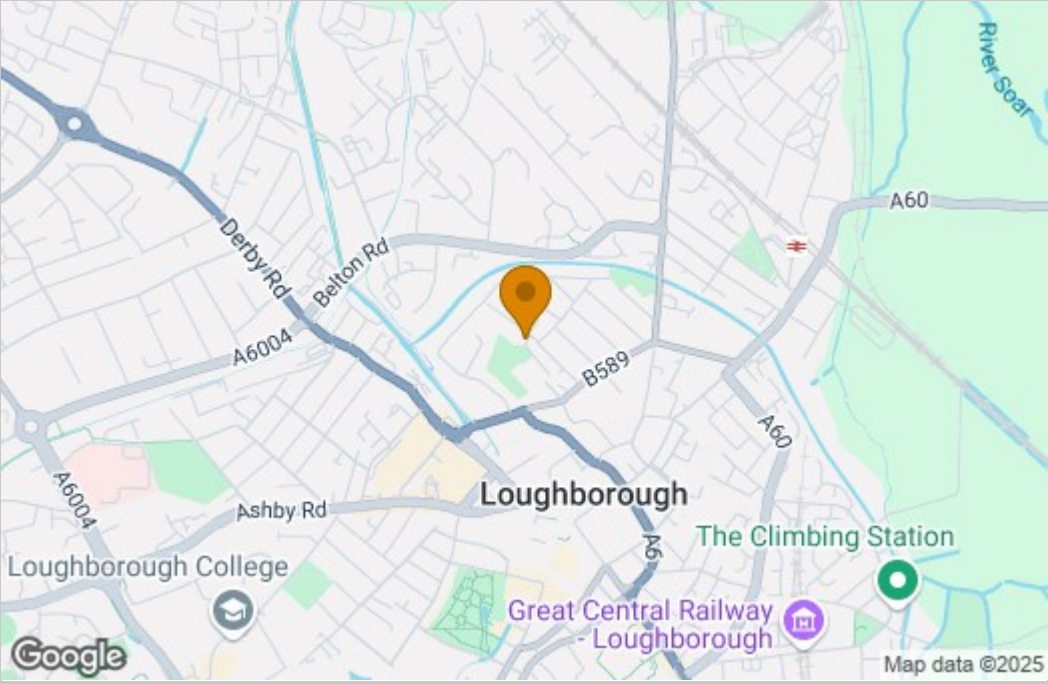 River Soar
A60
Derby Rd
Belton Rd
A6004
B589
A60
A6004
Ashby Rd
Loughborough
A6
The Climbing Station
Loughborough College
Great Central Railway
- Loughborough
Google
Map data ©2025